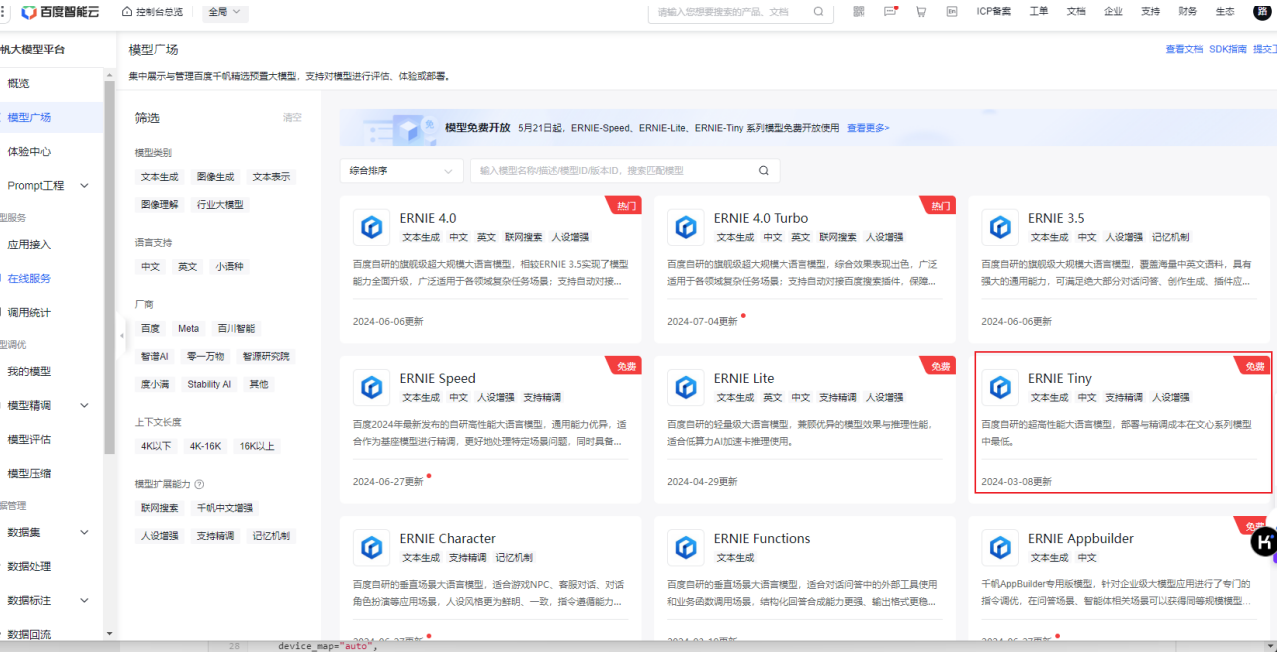 百度智能云
控制台总览
全局
请输入您想要搜索的产品、文档
ICP备案
工单
文档
企业
支持
财务
生态
路
帆大模型平台
概览
模型广场
体验中心
Prompt工程
型服务
应用接入
在线服务
调用统计
型调优
我的模型
模型精调
模型评估
模型压缩
据管理
数据集
数据处理
数据标注
数据回流
模型广场
查看文档 SDK指南 提交工
集中展示与管理百度千帆精选预置大模型，支持对模型进行评估、体验或部署。
筛选
清空
模型类别
文本生成 图像生成 文本表示
图像理解 行业大模型
语言支持
中文 英文 小语种
厂商
百度 Meta 百川智能
智谱AI 零一万物 智源研究院
度小满 Stability AI 其他
上下文长度
4K以下 4K-16K 16K以上
模型扩展能力
联网搜索 千帆中文增强
人设增强 支持精调 记忆机制
模型免费开放 5月21日起，ERNIE-Speed、ERNIE-Lite、ERNIE-Tiny 系列模型免费开放使用 查看更多>
综合排序
输入模型名称/描述/模型ID/版本ID，搜索匹配模型
热门
ERNIE 4.0
文本生成 中文 英文 联网搜索 人设增强
百度自研的旗舰级超大规模大语言模型，相较ERNIE 3.5实现了模型
能力全面升级，广泛适用于各领域复杂任务场景；支持自动对接...
2024-06-06更新
热门
ERNIE 4.0 Turbo
文本生成 中文 英文 联网搜索 人设增强
百度自研的旗舰级超大规模大语言模型，综合效果表现出色，广泛
适用于各领域复杂任务场景；支持自动对接百度搜索插件，保障...
2024-07-04更新
ERNIE 3.5
文本生成 中文 人设增强 记忆机制
百度自研的旗舰级大规模大语言模型，覆盖海量中英文语料，具有
强大的通用能力，可满足绝大部分对话问答、创作生成、插件应...
2024-06-06更新
免费
ERNIE Speed
文本生成 中文 人设增强 支持精调
百度2024年最新发布的自研高性能大语言模型，通用能力优异，适
合作为基座模型进行精调，更好地处理特定场景问题，同时具备...
2024-06-27更新
免费
ERNIE Lite
文本生成 英文 中文 支持精调 人设增强
百度自研的轻量级大语言模型，兼顾优异的模型效果与推理性能，
适合低算力AI加速卡推理使用。
2024-04-29更新
免费
ERNIE Tiny
文本生成 中文 支持精调 人设增强
百度自研的超高性能大语言模型，部署与精调成本在文心系列模型
中最低。
2024-03-08更新
ERNIE Character
文本生成 支持精调 记忆机制
百度自研的垂直场景大语言模型，适合游戏NPC、客服对话、对话
角色扮演等应用场景，人设风格更为鲜明、一致，指令遵循能力...
2024-06-27更新
ERNIE Functions
文本生成
百度自研的垂直场景大语言模型，适合对话问答中的外部工具使用
和业务函数调用场景，结构化回答合成能力更强、输出格式更稳...
免费
ERNIE Appbuilder
文本生成 中文
千帆AppBuilder专用版模型，针对企业级大模型应用进行了专门的
指令调优，在问答场景、智能体相关场景可以获得同等规模模型...
2024-06-27更新
28 device_map="auto",